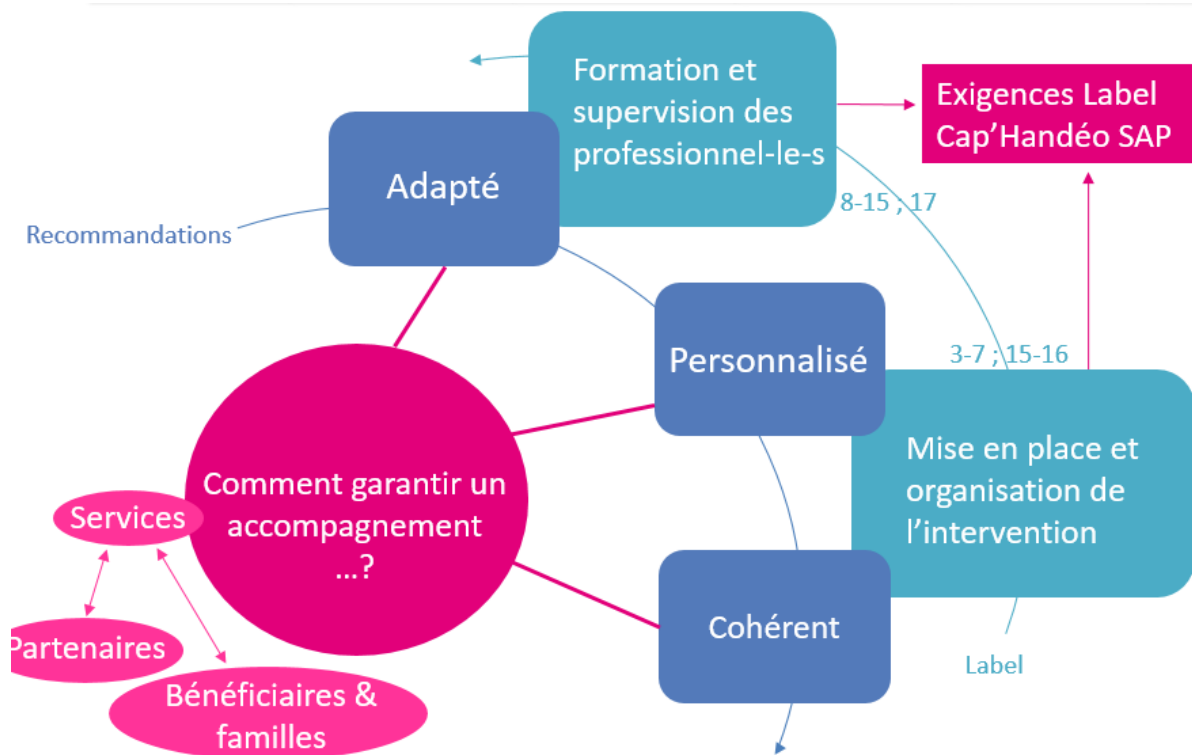 Formation et
supervision des
professionnel-le-s
Exigences Label
Cap'Handéo SAP
Adapté
8-15 ; 17
Recommandations
Personnalisé
3-7 ; 15-16
Mise en place et
organisation de
l'intervention
Comment garantir un
accompagnement
...?
Services
Cohérent
Partenaires
Label
Bénéficiaires &
familles